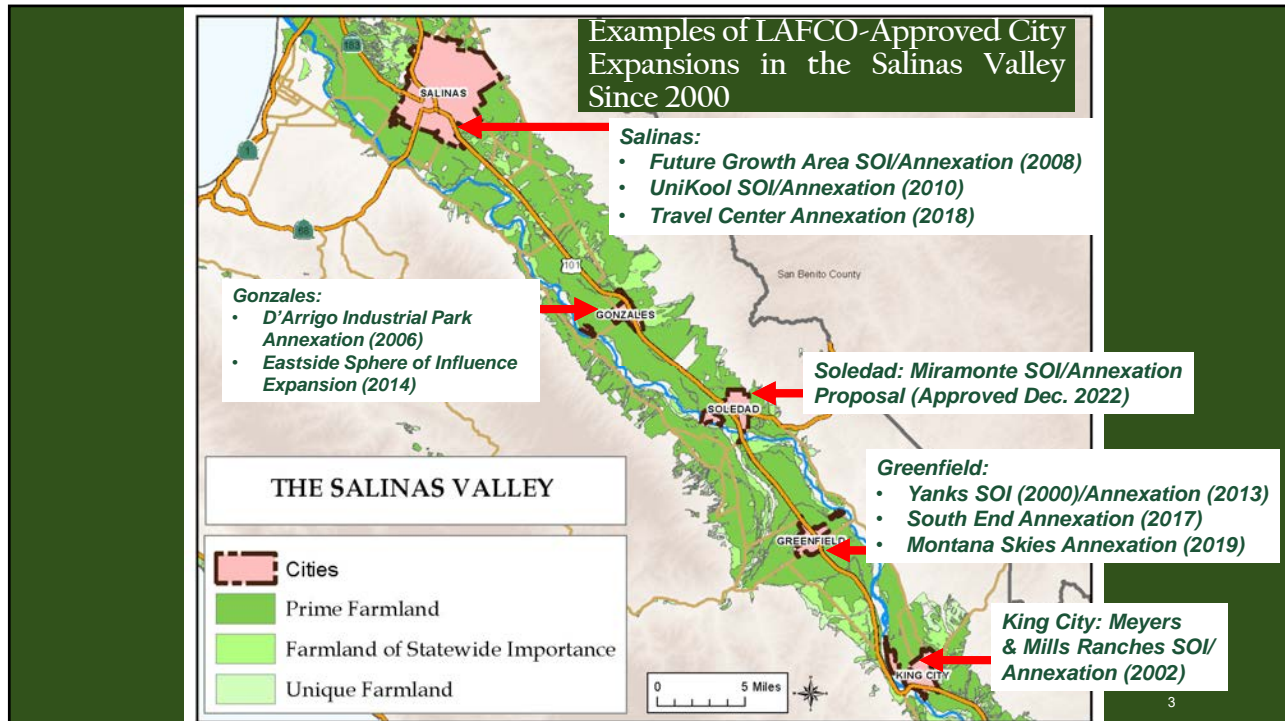 Examples of LAFCO-Approved City
Expansions in the Salinas Valley
Since 2000
183
SALINAS
Salinas:
• Future Growth Area SOI/Annexation (2008)
• UniKool SOI/Annexation (2010)
• Travel Center Annexation (2018)
1
68
101
San Benito County
Gonzales:
• D’Arrigo Industrial Park
Annexation (2006)
• Eastside Sphere of Influence
Expansion (2014)
GONZALES
Soledad: Miramonte SOI/Annexation
Proposal (Approved Dec. 2022)
SOLEDAD
Greenfield:
• Yanks SOI (2000)/Annexation (2013)
• South End Annexation (2017)
• Montana Skies Annexation (2019)
GREENFIELD
King City: Meyers
& Mills Ranches SOI/
Annexation (2002)
KING CITY
THE SALINAS VALLEY
Cities
Prime Farmland
Farmland of Statewide Importance
Unique Farmland
0 5 Miles
3